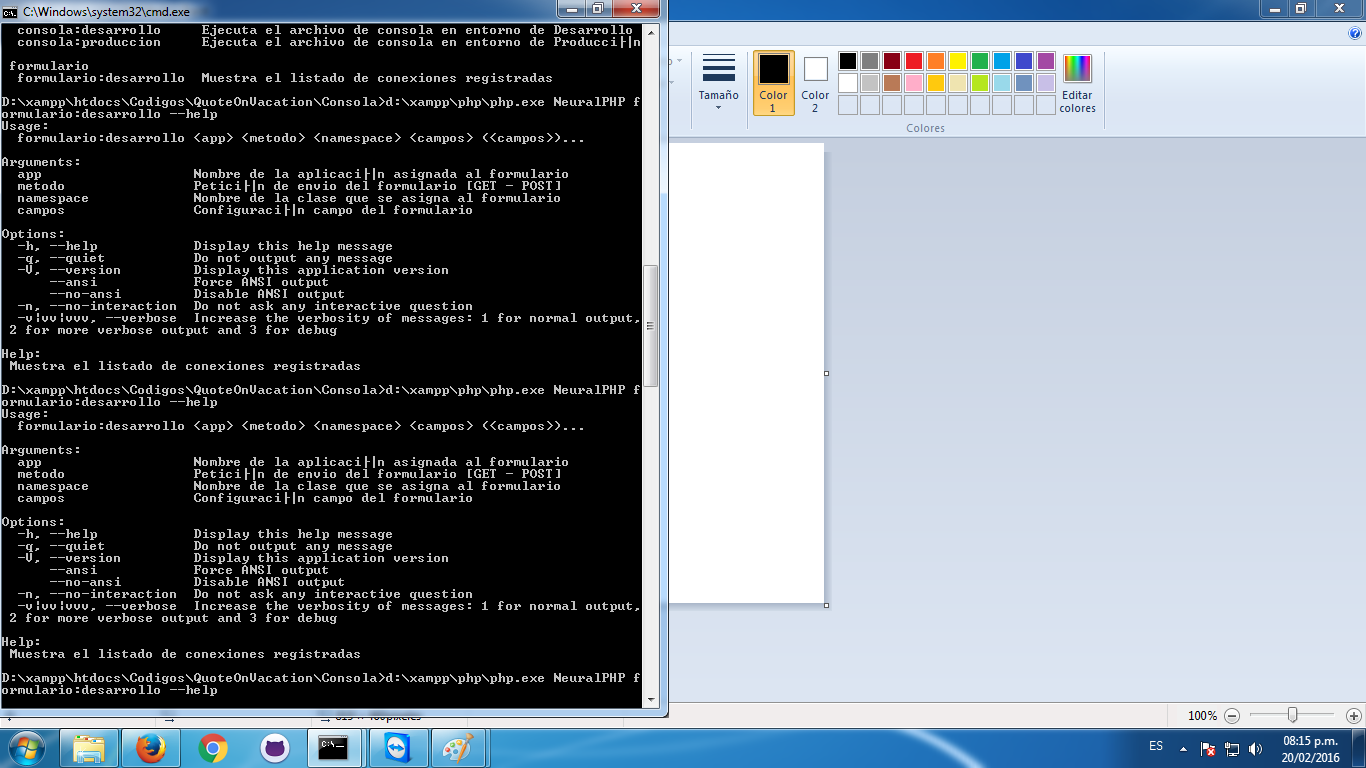 C:\Windows\system32\cmd.exe
consola:desarrollo Ejecuta el archivo de consola en entorno de Desarrollo
consola:produccion Ejecuta el archivo de consola en entorno de Producci├│n
formulario
formulario:desarrollo Muestra el listado de conexiones registradas
D:\xampp\htdocs\Codigos\QuoteOnVacation\Consola>d:\xampp\php\php.exe NeuralPHP f
ormulario:desarrollo --help
Usage:
formulario:desarrollo <app> <metodo> <namespace> <campos> (<campos>)...
Arguments:
app Nombre de la aplicaci├│n asignada al formulario
metodo Petici├│n de envio del formulario [GET - POST]
namespace Nombre de la clase que se asigna al formulario
campos Configuraci├│n campo del formulario
Options:
-h, --help Display this help message
-q, --quiet Do not output any message
-V, --version Display this application version
--ansi Force ANSI output
--no-ansi Disable ANSI output
-n, --no-interaction Do not ask any interactive question
-v|vv|vvv, --verbose Increase the verbosity of messages: 1 for normal output,
2 for more verbose output and 3 for debug
Help:
Muestra el listado de conexiones registradas
D:\xampp\htdocs\Codigos\QuoteOnVacation\Consola>d:\xampp\php\php.exe NeuralPHP f
ormulario:desarrollo --help
Usage:
formulario:desarrollo <app> <metodo> <namespace> <campos> (<campos>)...
Arguments:
app Nombre de la aplicaci├│n asignada al formulario
metodo Petici├│n de envio del formulario [GET - POST]
namespace Nombre de la clase que se asigna al formulario
campos Configuraci├│n campo del formulario
Options:
-h, --help Display this help message
-q, --quiet Do not output any message
-V, --version Display this application version
--ansi Force ANSI output
--no-ansi Disable ANSI output
-n, --no-interaction Do not ask any interactive question
-v|vv|vvv, --verbose Increase the verbosity of messages: 1 for normal output,
2 for more verbose output and 3 for debug
Help:
Muestra el listado de conexiones registradas
D:\xampp\htdocs\Codigos\QuoteOnVacation\Consola>d:\xampp\php\php.exe NeuralPHP f
ormulario:desarrollo --help
Tamaño
Color
1
Color
2
Editar
colores
Colores
100%
C:\
ES
08:15 p.m.
20/02/2016